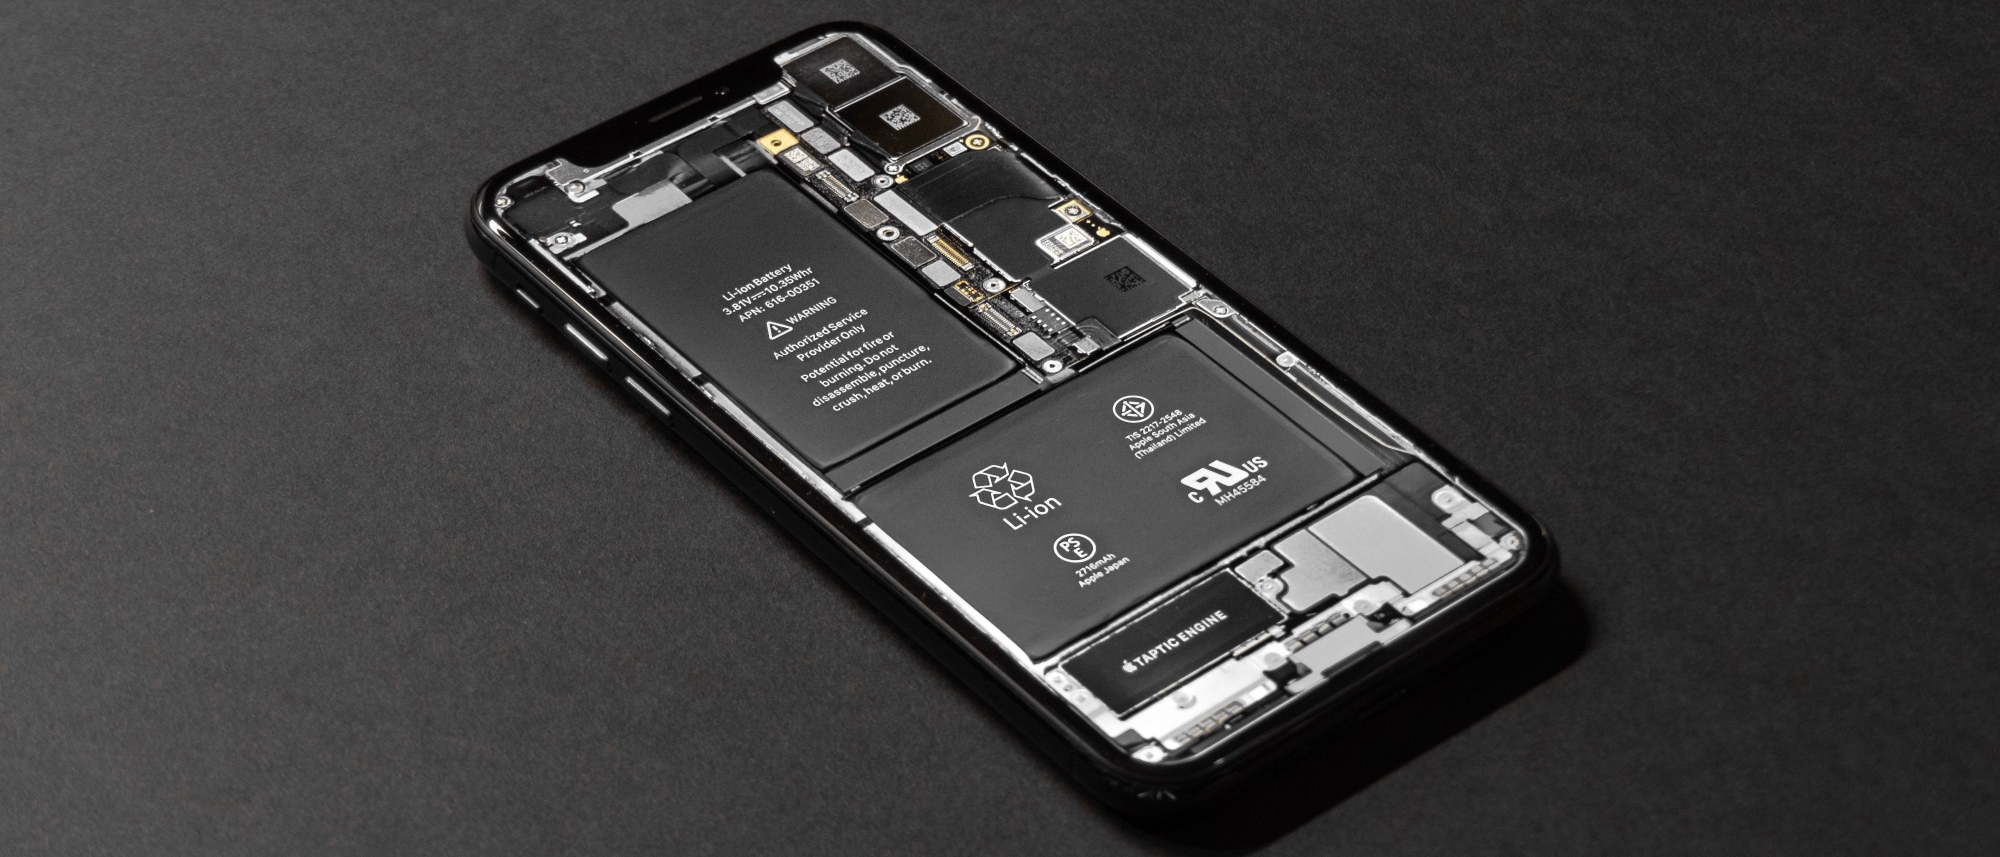 Li-ion Battery
3.81V⎓10.35Whr
APN: 616-00351
WARNING
Authorized Service
Provider Only
Potential for fire or
burning. Do not
disassemble, puncture,
crush, heat, or burn.
TIS 2217-2548
Apple South Asia
(Thailand) Limited
Li-ion
C RU US
MH45584
PS
E
2716mAh
Apple Japan
TAPTIC ENGINE